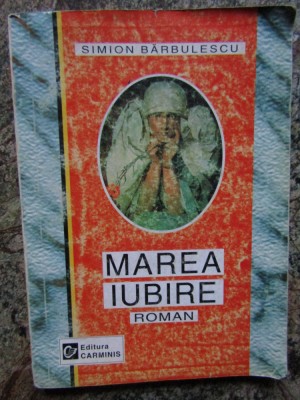 SIMION BĂRBULESCU
MAREA
IUBIRE
ROMAN
Editura
CARMINIS